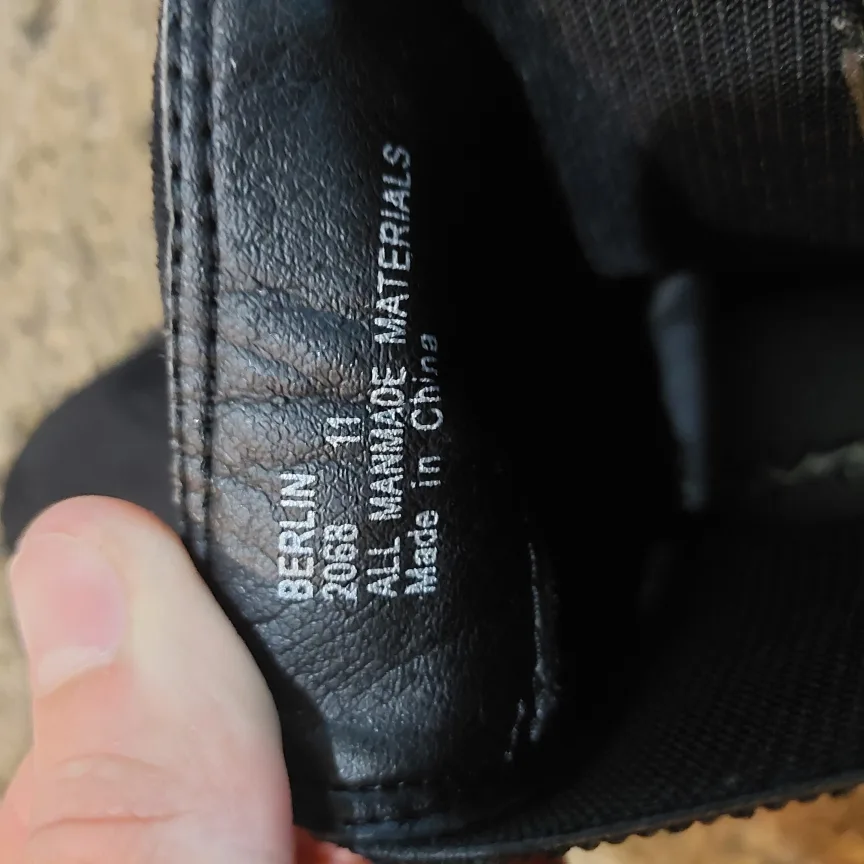 BERLIN
2068 11
ALL MANMADE MATERIALS
Made in China